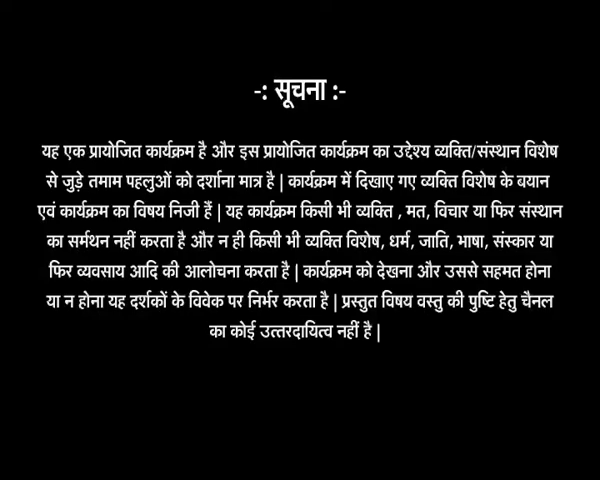 -: सूचना :-
यह एक प्रायोजित कार्यक्रम है और इस प्रायोजित कार्यक्रम का उद्देश्य व्यक्ति/संस्थान विशेष
से जुड़े तमाम पहलुओं को दर्शाना मात्र है | कार्यक्रम में दिखाए गए व्यक्ति विशेष के बयान
एवं कार्यक्रम का विषय निजी हैं | यह कार्यक्रम किसी भी व्यक्ति , मत, विचार या फिर संस्थान
का सर्मथन नहीं करता है और न ही किसी भी व्यक्ति विशेष, धर्म, जाति, भाषा, संस्कार या
फिर व्यवसाय आदि की आलोचना करता है | कार्यक्रम को देखना और उससे सहमत होना
या न होना यह दर्शकों के विवेक पर निर्भर करता है | प्रस्तुत विषय वस्तु की पुष्टि हेतु चैनल
का कोई उत्तरदायित्व नहीं है |